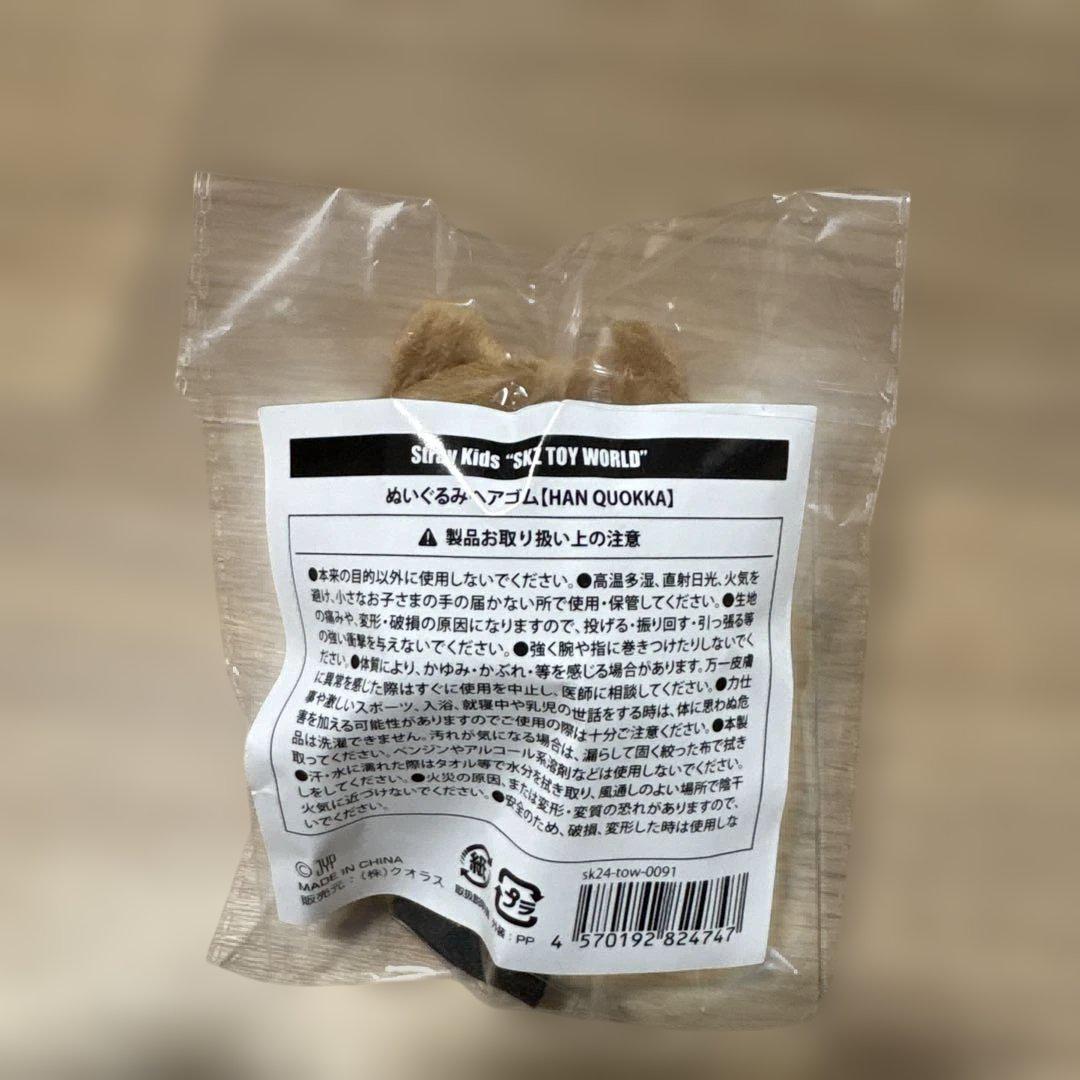 Stray Kids “SKZ TOY WORLD”
ぬいぐるみヘアゴム【HAN QUOKKA】
⚠ 製品お取り扱い上の注意
●本来の目的以外に使用しないでください。●高温多湿、直射日光、火気を
避け、小さなお子さまの手の届かない所で使用・保管してください。●生地
の痛みや、変形・破損の原因になりますので、投げる・振り回す・引っ張る等
の強い衝撃を与えないでください。●強く腕や指に巻きつけたりしないでく
ださい。●体質により、かゆみ・かぶれ・等を感じる場合があります。万一皮膚
に異常を感じた際はすぐに使用を中止し、医師に相談してください。●力仕
事や激しいスポーツ、入浴、就寝中や乳児の世話をする時は、体に思わぬ危
害を加える可能性がありますのでご使用の際は十分ご注意ください。●本製
品は洗濯できません。汚れが気になる場合は、濡らして固く絞った布で拭き
取ってください。ベンジンやアルコール系溶剤などは使用しないでください。
●汗・水に濡れた際はタオル等で水分を拭き取り、風通しのよい場所で陰干
しをしてください。●火災の原因、または変形・変質の恐れがありますので、
火気に近づけないでください。●安全のため、破損、変形した時は使用しな
いでください。
© JYP
MADE IN CHINA
販売元：(株)クオラス
紙
プラ
外装：PP
sk24-tow-0091
4 570192 824747